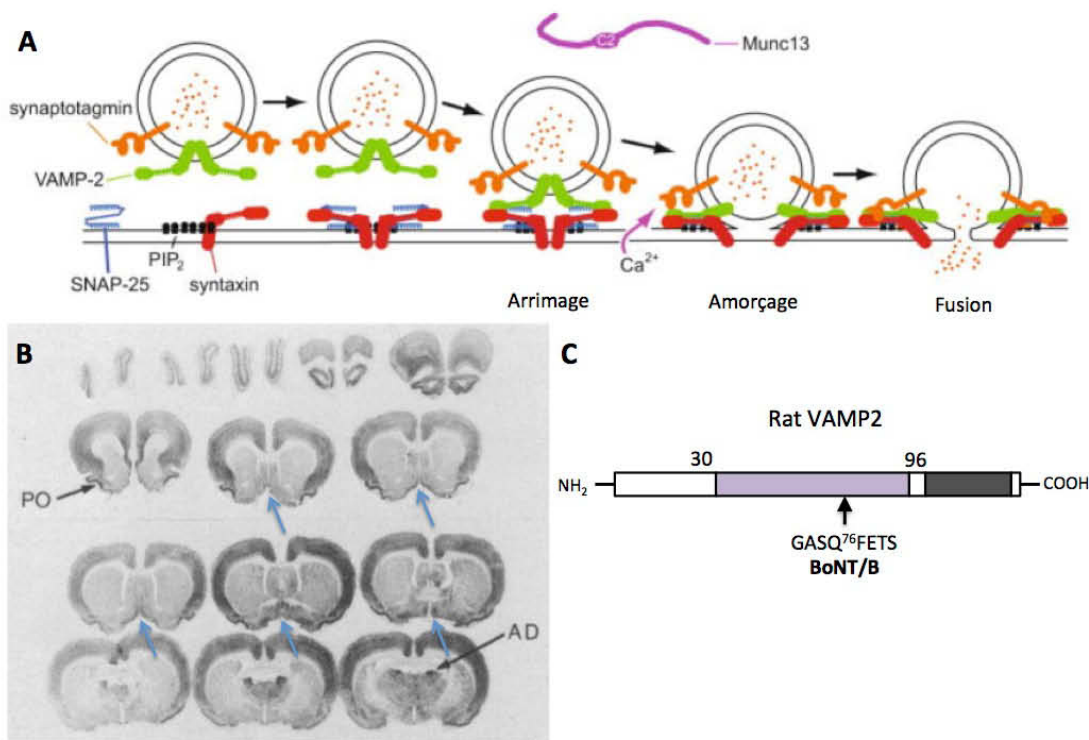 A
C2
Munc13
synaptotagmin
VAMP-2
PIP₂
SNAP-25
syntaxin
Ca²⁺
Arrimage
Amorçage
Fusion
B
PO
AD
C
Rat VAMP2
30
96
NH₂
COOH
GASQ⁷⁶FETS
BoNT/B